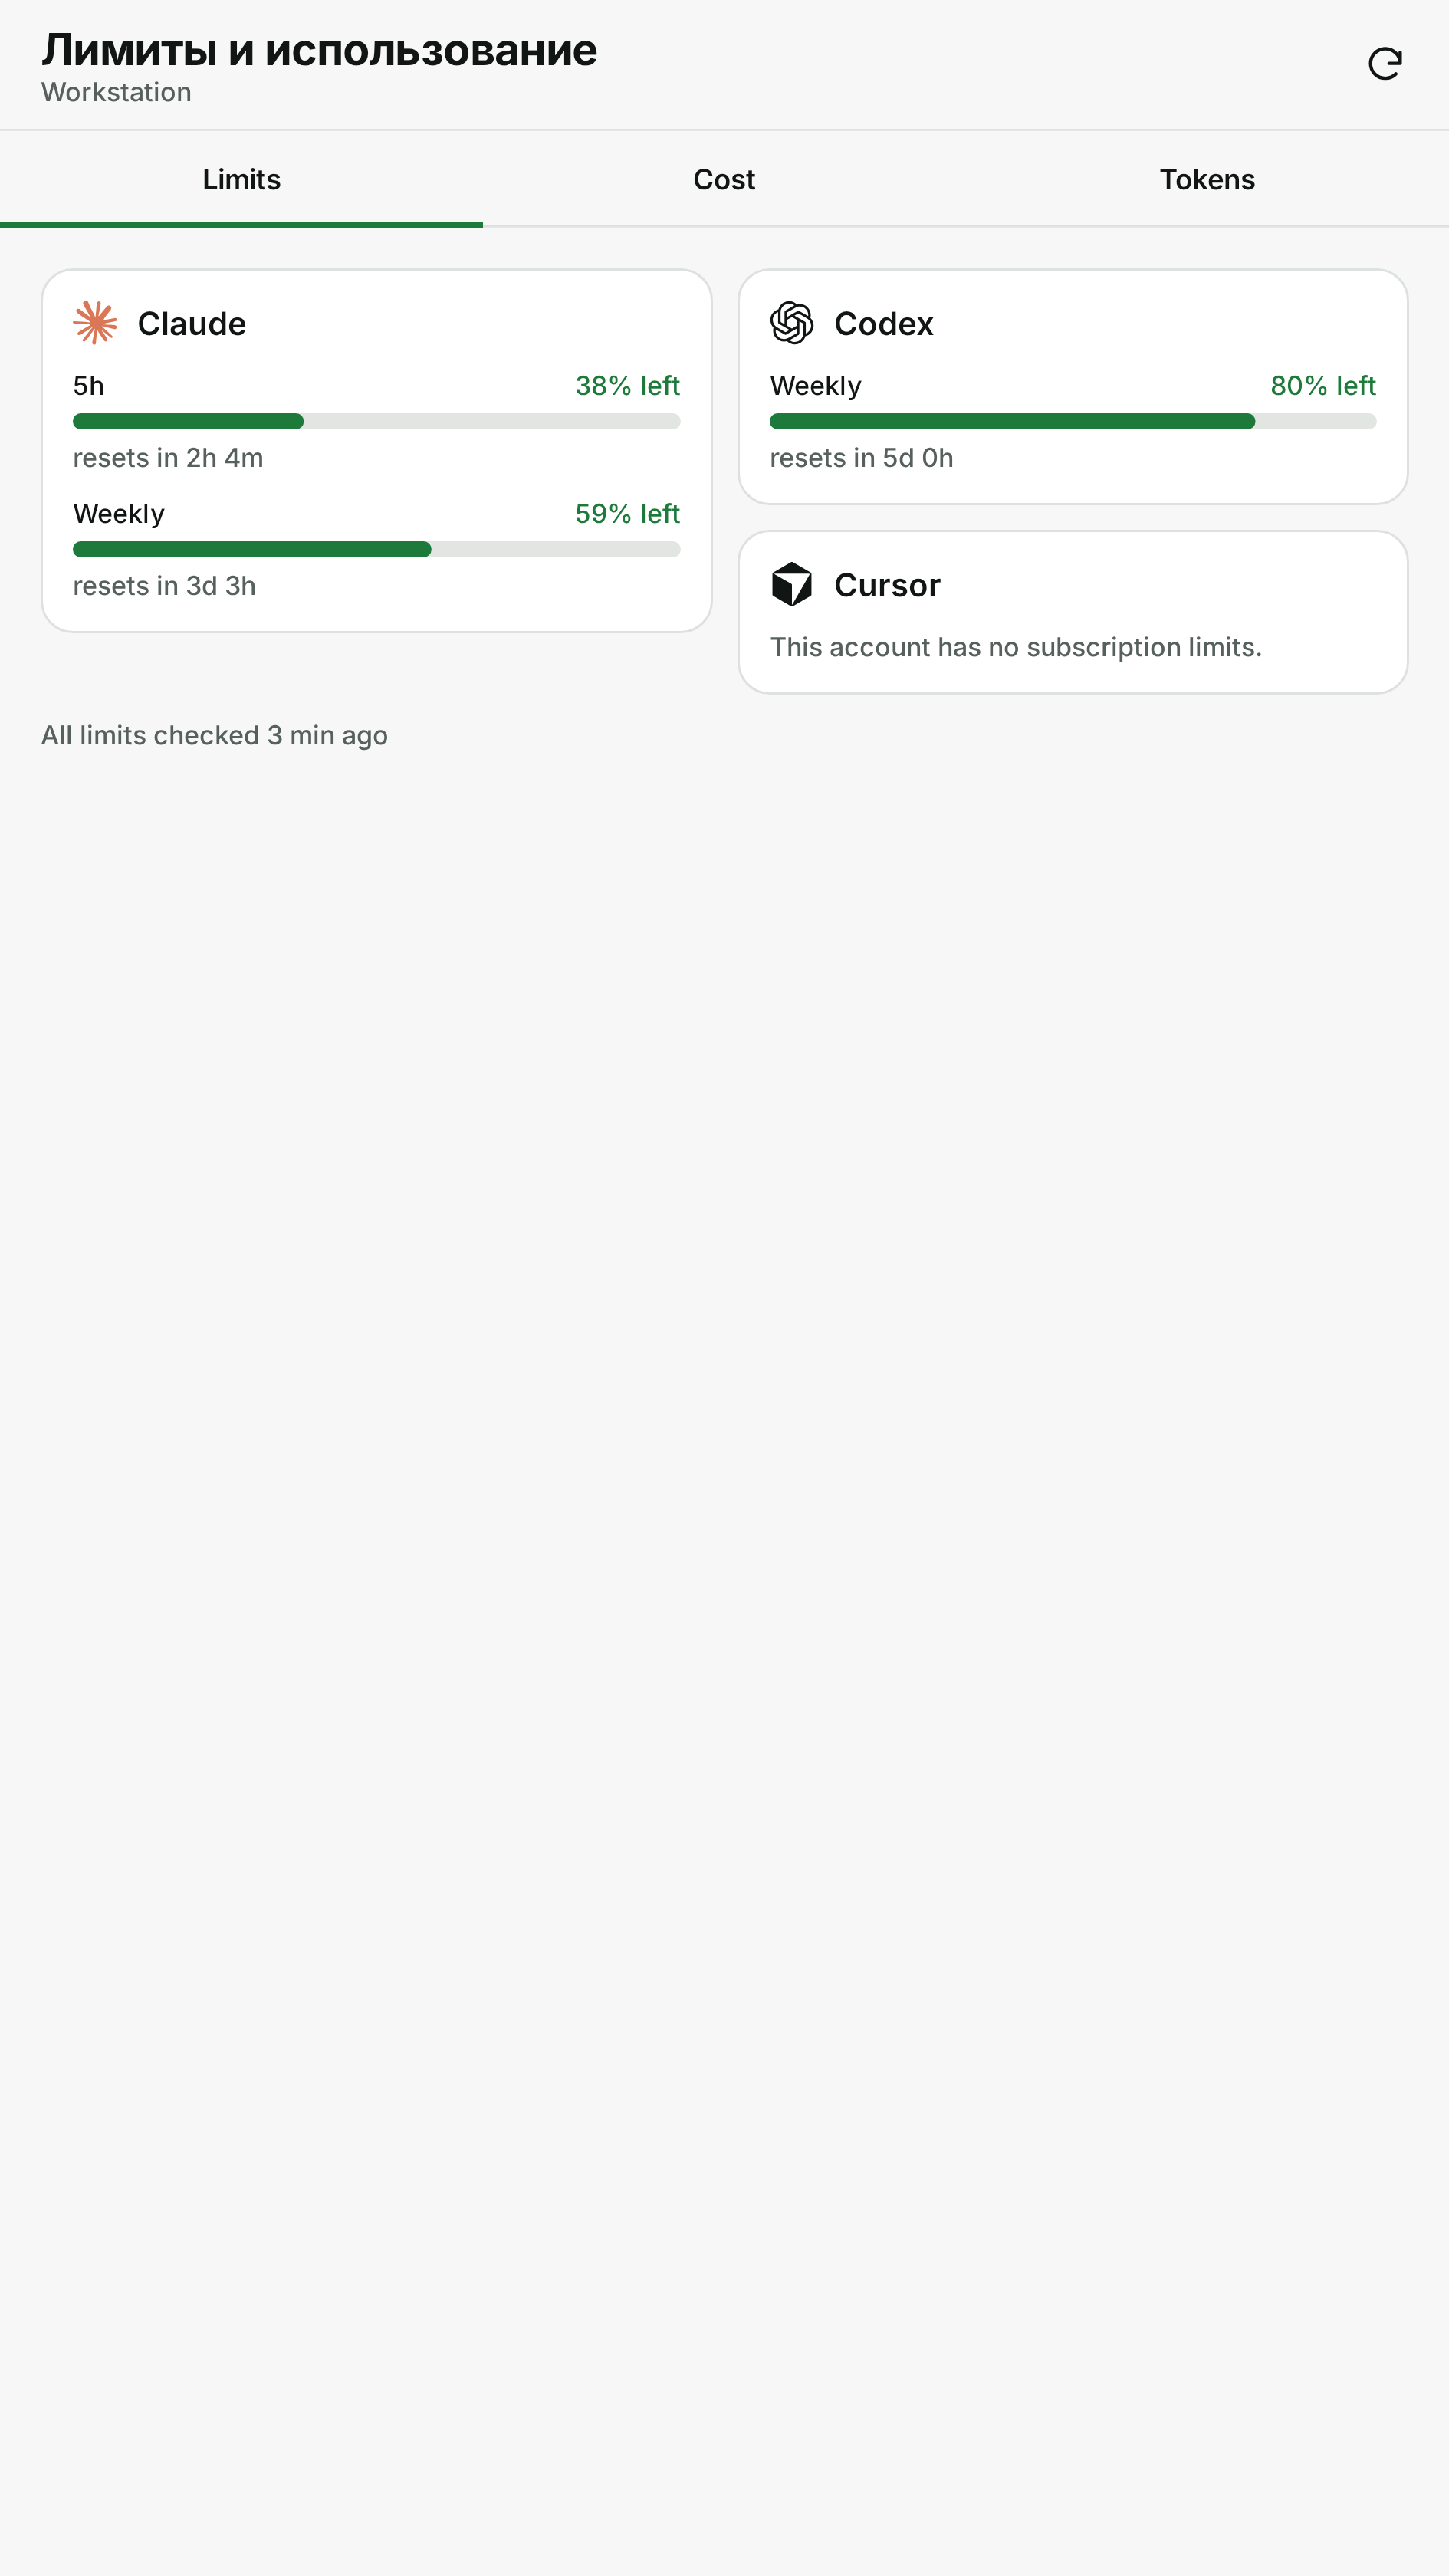 Лимиты и использование
Workstation
Limits
Cost
Tokens
Claude
5h
38% left
resets in 2h 4m
Weekly
59% left
resets in 3d 3h
Codex
Weekly
80% left
resets in 5d 0h
Cursor
This account has no subscription limits.
All limits checked 3 min ago